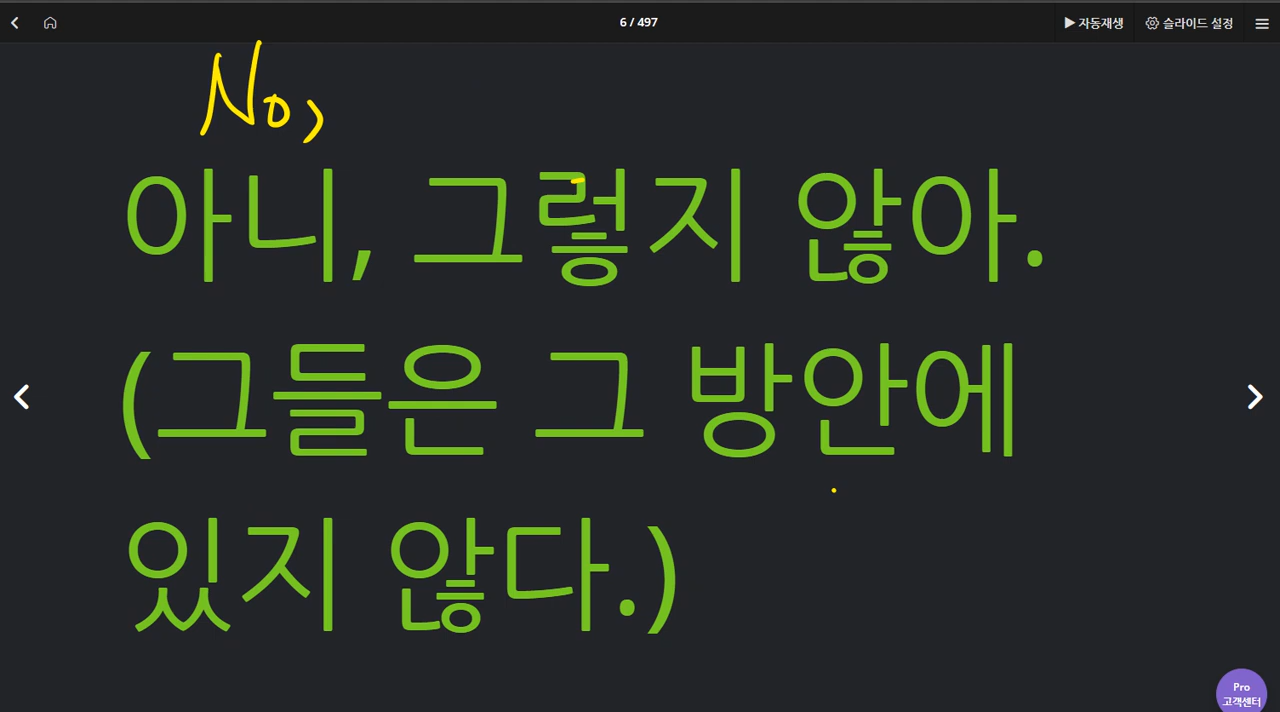 6 / 497
자동재생
슬라이드 설정
No,
아니, 그렇지 않아.
(그들은 그 방안에
있지 않다.)
Pro
고객센터